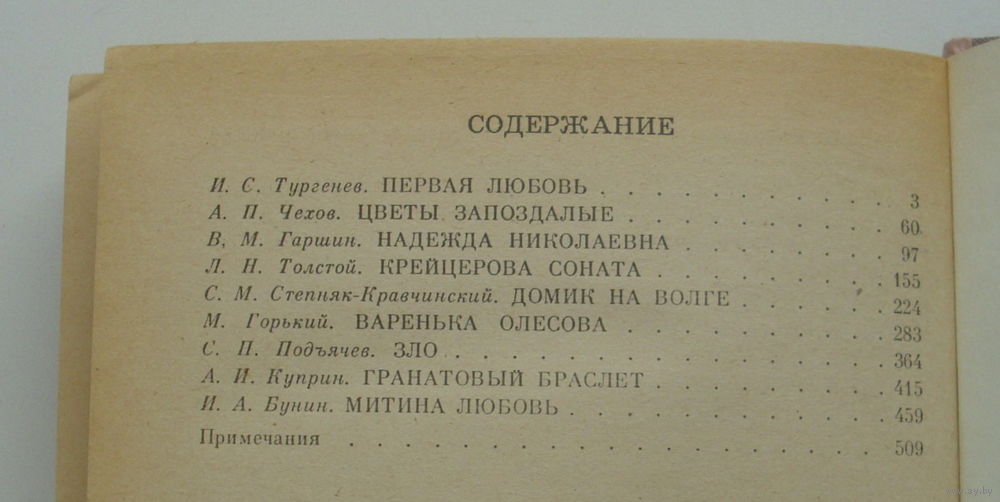 СОДЕРЖАНИЕ
И. С. Тургенев. ПЕРВАЯ ЛЮБОВЬ . . . . . . . . . . . 3
А. П. Чехов. ЦВЕТЫ ЗАПОЗДАЛЫЕ . . . . . . . . . . 60
В, М. Гаршин. НАДЕЖДА НИКОЛАЕВНА . . . . . . . . 97
Л. Н. Толстой. КРЕЙЦЕРОВА СОНАТА . . . . . . . . . 155
С. М. Степняк-Кравчинский. ДОМИК НА ВОЛГЕ . . . . . . 224
М. Горький. ВАРЕНЬКА ОЛЕСОВА . . . . . . . . . . 283
С. П. Подъячев. ЗЛО . . . . . . . . . . . . . . . . 364
А. И. Куприн. ГРАНАТОВЫЙ БРАСЛЕТ . . . . . . . . . 415
И. А. Бунин. МИТИНА ЛЮБОВЬ . . . . . . . . . . . . 459
Примечания . . . . . . . . . . . . . . . . . . . . 509